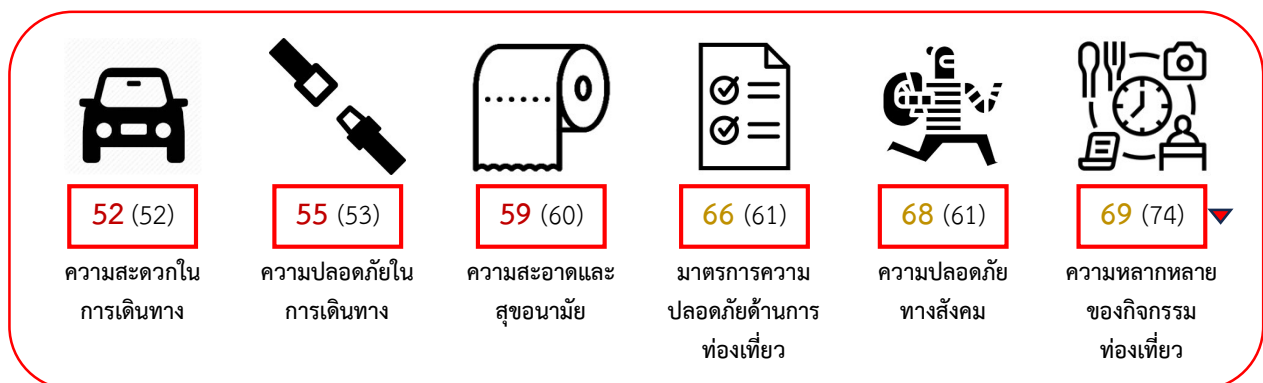 52 (52)
55 (53)
59 (60)
66 (61)
68 (61)
69 (74)
ความสะดวกใน
การเดินทาง
ความปลอดภัยใน
การเดินทาง
ความสะอาดและ
สุขอนามัย
มาตรการความ
ปลอดภัยด้านการ
ท่องเที่ยว
ความปลอดภัย
ทางสังคม
ความหลากหลาย
ของกิจกรรม
ท่องเที่ยว